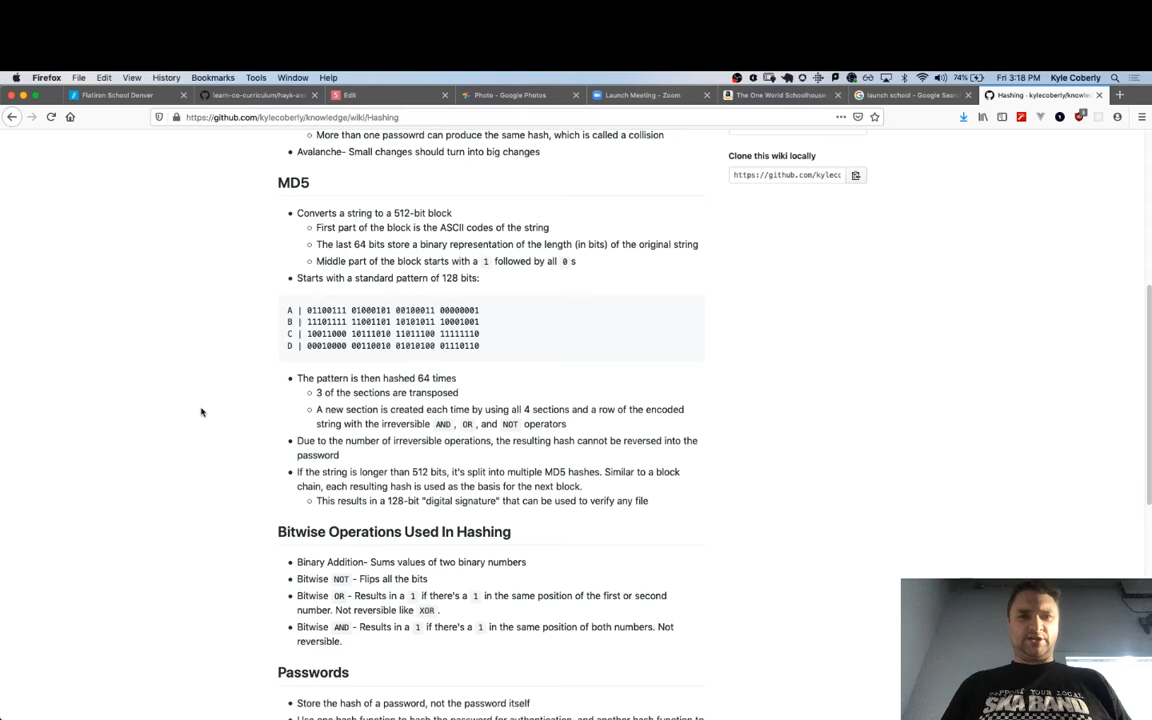 Firefox File Edit View History Bookmarks Tools Window Help 74% Fri 3:18 PM Kyle Coberly
Flatiron School Denver learn-co-curriculum/hayk-as Edit Photo - Google Photos Launch Meeting - Zoom The One World Schoolhouse launch school - Google Sear Hashing · kylecoberly/knowle
https://github.com/kylecoberly/knowledge/wiki/Hashing
More than one passowrd can produce the same hash, which is called a collision
Avalanche- Small changes should turn into big changes
Clone this wiki locally
https://github.com/kylecc
MD5
Converts a string to a 512-bit block
First part of the block is the ASCII codes of the string
The last 64 bits store a binary representation of the length (in bits) of the original string
Middle part of the block starts with a 1 followed by all 0 s
Starts with a standard pattern of 128 bits:
A | 01100111 01000101 00100011 00000001
B | 11101111 11001101 10101011 10001001
C | 10011000 10111010 11011100 11111110
D | 00010000 00110010 01010100 01110110
The pattern is then hashed 64 times
3 of the sections are transposed
A new section is created each time by using all 4 sections and a row of the encoded
string with the irreversible AND, OR, and NOT operators
Due to the number of irreversible operations, the resulting hash cannot be reversed into the
password
If the string is longer than 512 bits, it's split into multiple MD5 hashes. Similar to a block
chain, each resulting hash is used as the basis for the next block.
This results in a 128-bit "digital signature" that can be used to verify any file
Bitwise Operations Used In Hashing
Binary Addition- Sums values of two binary numbers
Bitwise NOT - Flips all the bits
Bitwise OR - Results in a 1 if there's a 1 in the same position of the first or second
number. Not reversible like XOR.
Bitwise AND - Results in a 1 if there's a 1 in the same position of both numbers. Not
reversible.
Passwords
Store the hash of a password, not the password itself
Use one hash function to hash the password for authentication, and another hash function to
SUPPORT YOUR LOCAL
SKA BAND